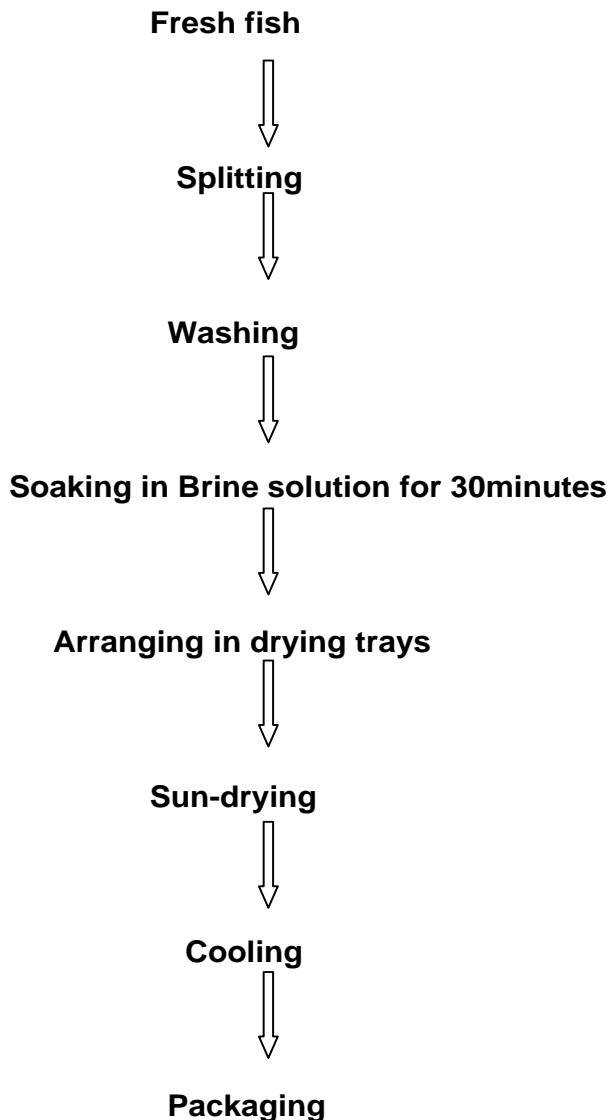 Fresh fish
Splitting
Washing
Soaking in Brine solution for 30minutes
Arranging in drying trays
Sun-drying
Cooling
Packaging